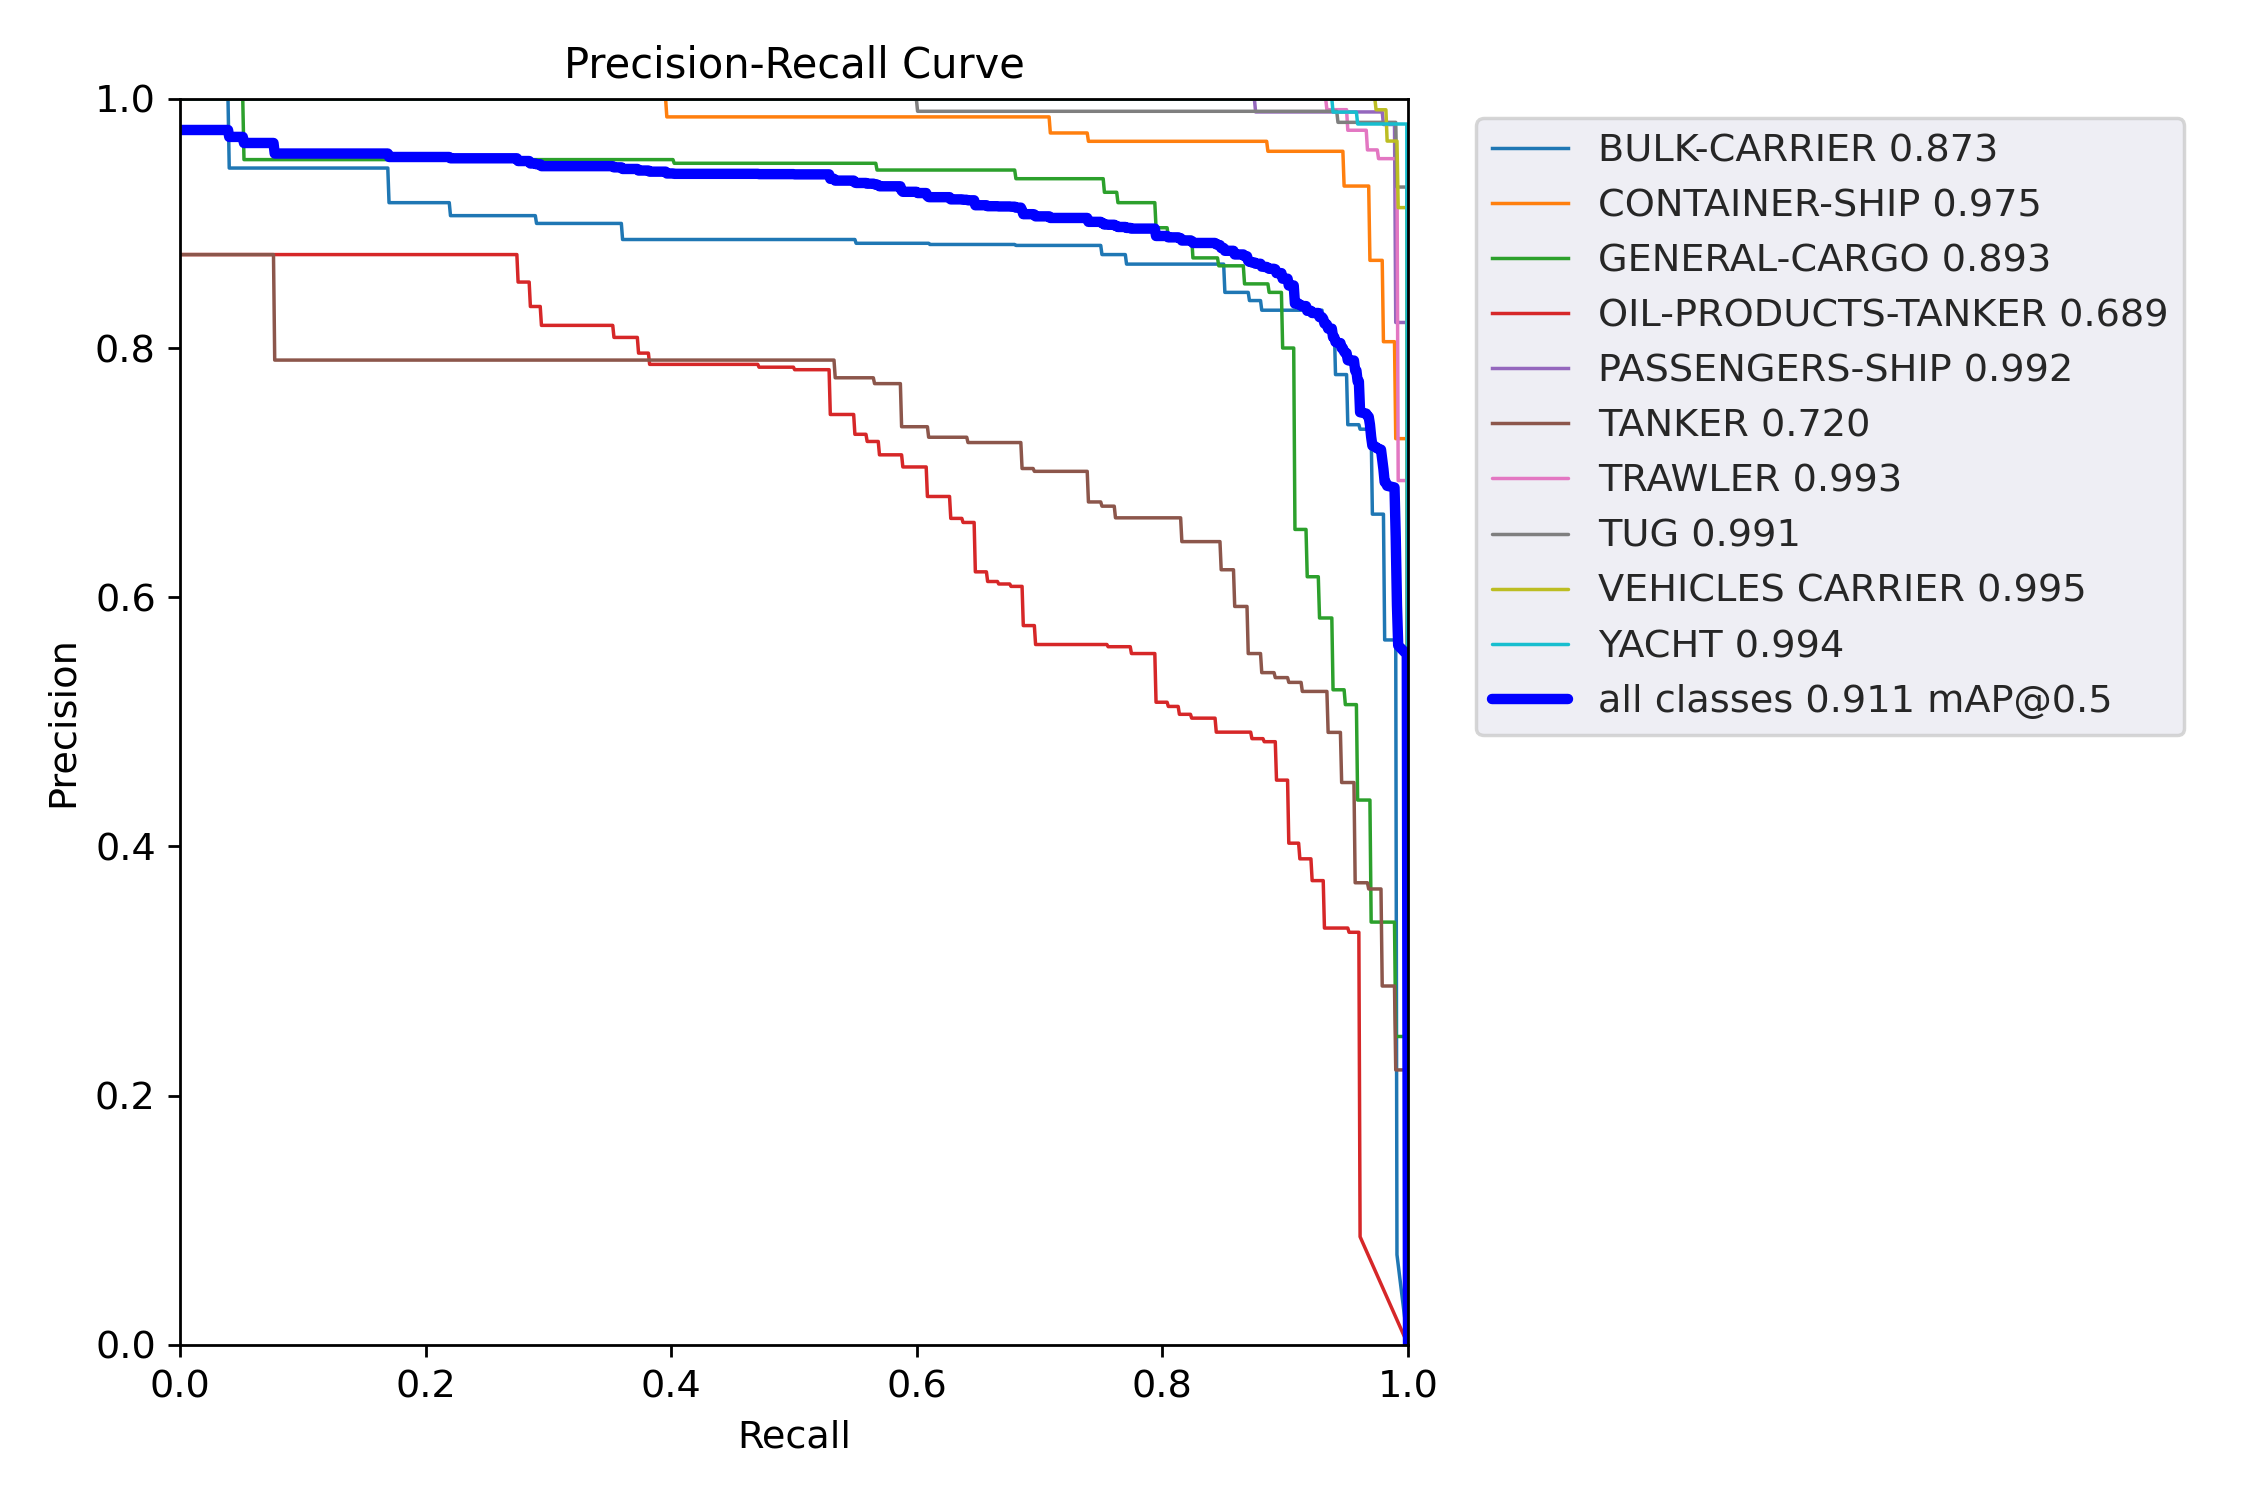 Precision-Recall Curve
1.0
0.8
0.6
0.4
0.2
0.0
Precision
0.0 0.2 0.4 0.6 0.8 1.0
Recall
BULK-CARRIER 0.873
CONTAINER-SHIP 0.975
GENERAL-CARGO 0.893
OIL-PRODUCTS-TANKER 0.689
PASSENGERS-SHIP 0.992
TANKER 0.720
TRAWLER 0.993
TUG 0.991
VEHICLES CARRIER 0.995
YACHT 0.994
all classes 0.911 mAP@0.5